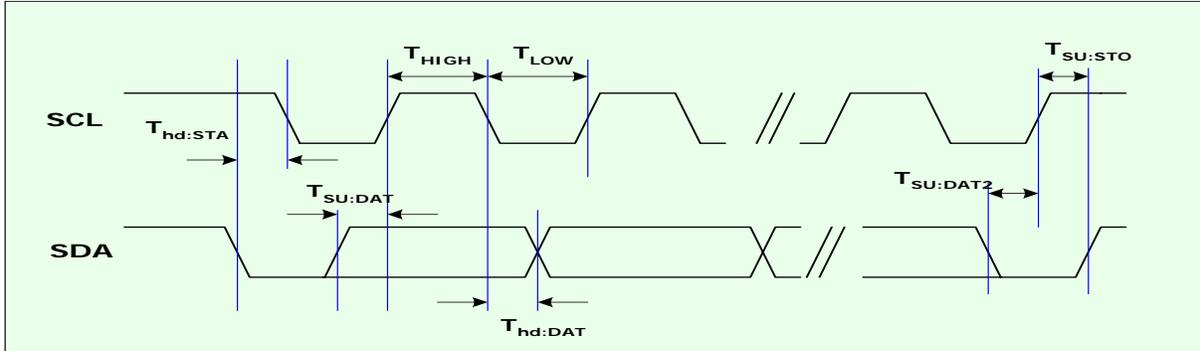 THIGH
TLOW
TSU:STO
SCL
Thd:STA
TSU:DAT
TSU:DAT2
SDA
Thd:DAT